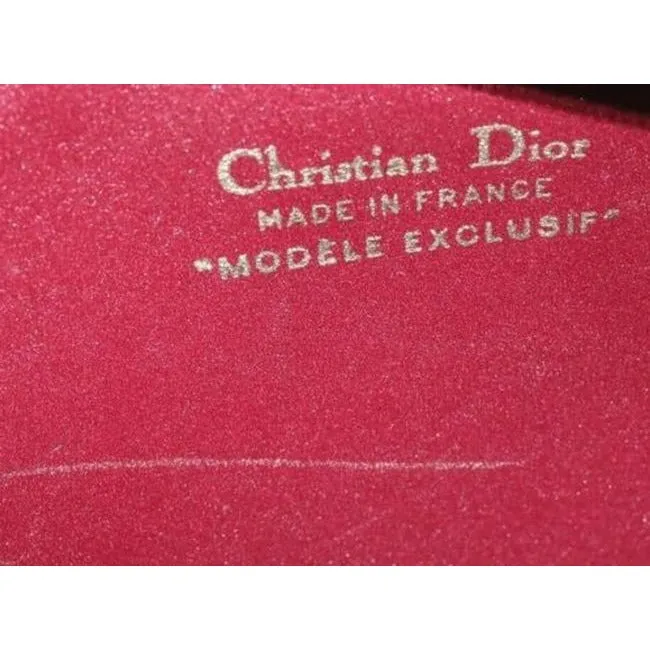 Christian Dior
MADE IN FRANCE
"MODÈLE EXCLUSIF"